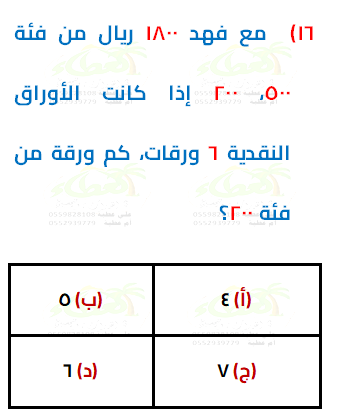 ١٦) مع فهد ١٨٠٠ ريال من فئة
٥٠٠، ٢٠٠ إذا كانت الأوراق
النقدية ٦ ورقات، كم ورقة من
فئة ٢٠٠؟
(أ) ٤
(ب) ٥
(ج) ٧
(د) ٦